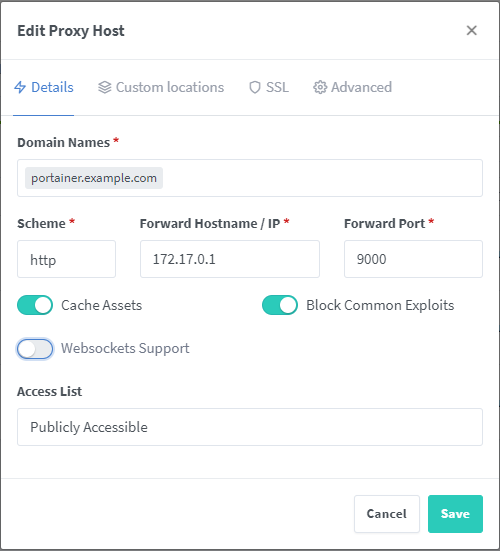 Edit Proxy Host ×
Details Custom locations SSL Advanced
Domain Names *
portainer.example.com
Scheme * Forward Hostname / IP * Forward Port *
http 172.17.0.1 9000
Cache Assets Block Common Exploits
Websockets Support
Access List
Publicly Accessible
Cancel Save